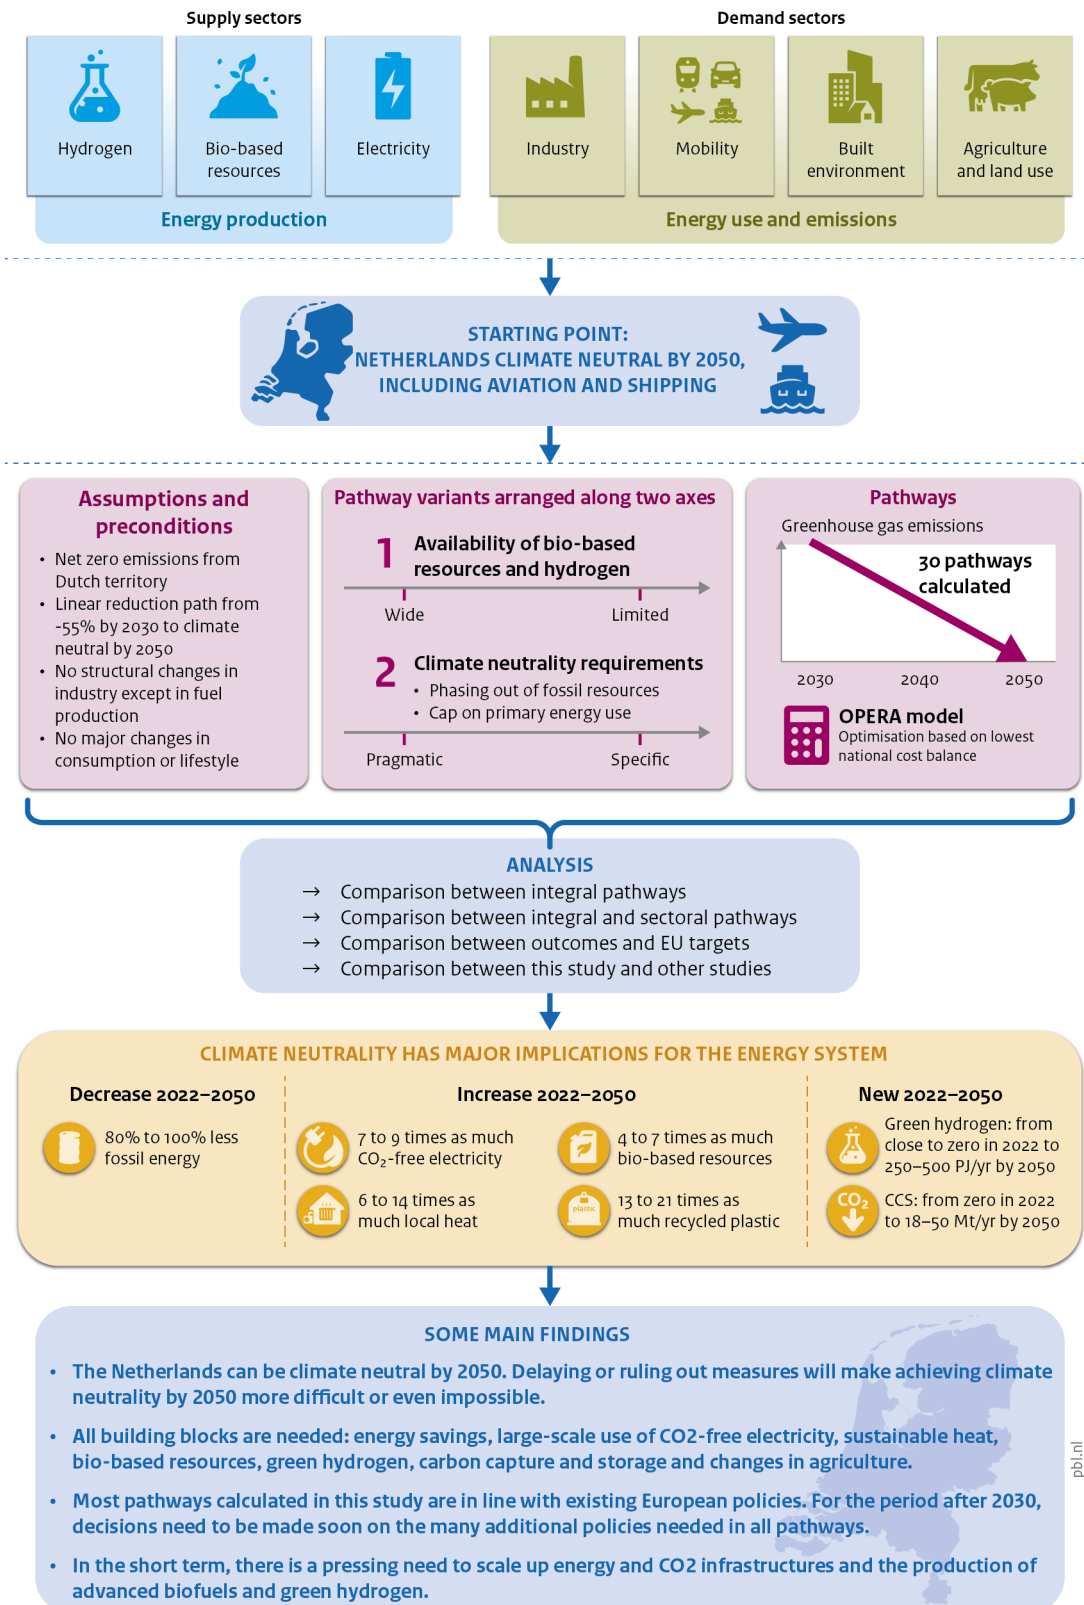 Supply sectors
Demand sectors
Hydrogen
Bio-based
resources
Electricity
Industry
Mobility
Built
environment
Agriculture
and land use
Energy production
Energy use and emissions
STARTING POINT:
NETHERLANDS CLIMATE NEUTRAL BY 2050,
INCLUDING AVIATION AND SHIPPING
Assumptions and
preconditions
• Net zero emissions from
Dutch territory
• Linear reduction path from
-55% by 2030 to climate
neutral by 2050
• No structural changes in
industry except in fuel
production
• No major changes in
consumption or lifestyle
Pathway variants arranged along two axes
1 Availability of bio-based
resources and hydrogen
Wide Limited
2 Climate neutrality requirements
• Phasing out of fossil resources
• Cap on primary energy use
Pragmatic Specific
Pathways
Greenhouse gas emissions
30 pathways
calculated
2030 2040 2050
OPERA model
Optimisation based on lowest
national cost balance
ANALYSIS
→ Comparison between integral pathways
→ Comparison between integral and sectoral pathways
→ Comparison between outcomes and EU targets
→ Comparison between this study and other studies
CLIMATE NEUTRALITY HAS MAJOR IMPLICATIONS FOR THE ENERGY SYSTEM
Decrease 2022–2050
80% to 100% less
fossil energy
Increase 2022–2050
7 to 9 times as much
CO₂-free electricity
4 to 7 times as much
bio-based resources
6 to 14 times as
much local heat
plastic
13 to 21 times as
much recycled plastic
New 2022–2050
Green hydrogen: from
close to zero in 2022 to
250–500 PJ/yr by 2050
CO₂
CCS: from zero in 2022
to 18–50 Mt/yr by 2050
SOME MAIN FINDINGS
• The Netherlands can be climate neutral by 2050. Delaying or ruling out measures will make achieving climate
neutrality by 2050 more difficult or even impossible.
• All building blocks are needed: energy savings, large-scale use of CO2-free electricity, sustainable heat,
bio-based resources, green hydrogen, carbon capture and storage and changes in agriculture.
• Most pathways calculated in this study are in line with existing European policies. For the period after 2030,
decisions need to be made soon on the many additional policies needed in all pathways.
• In the short term, there is a pressing need to scale up energy and CO2 infrastructures and the production of
advanced biofuels and green hydrogen.
pbl.nl